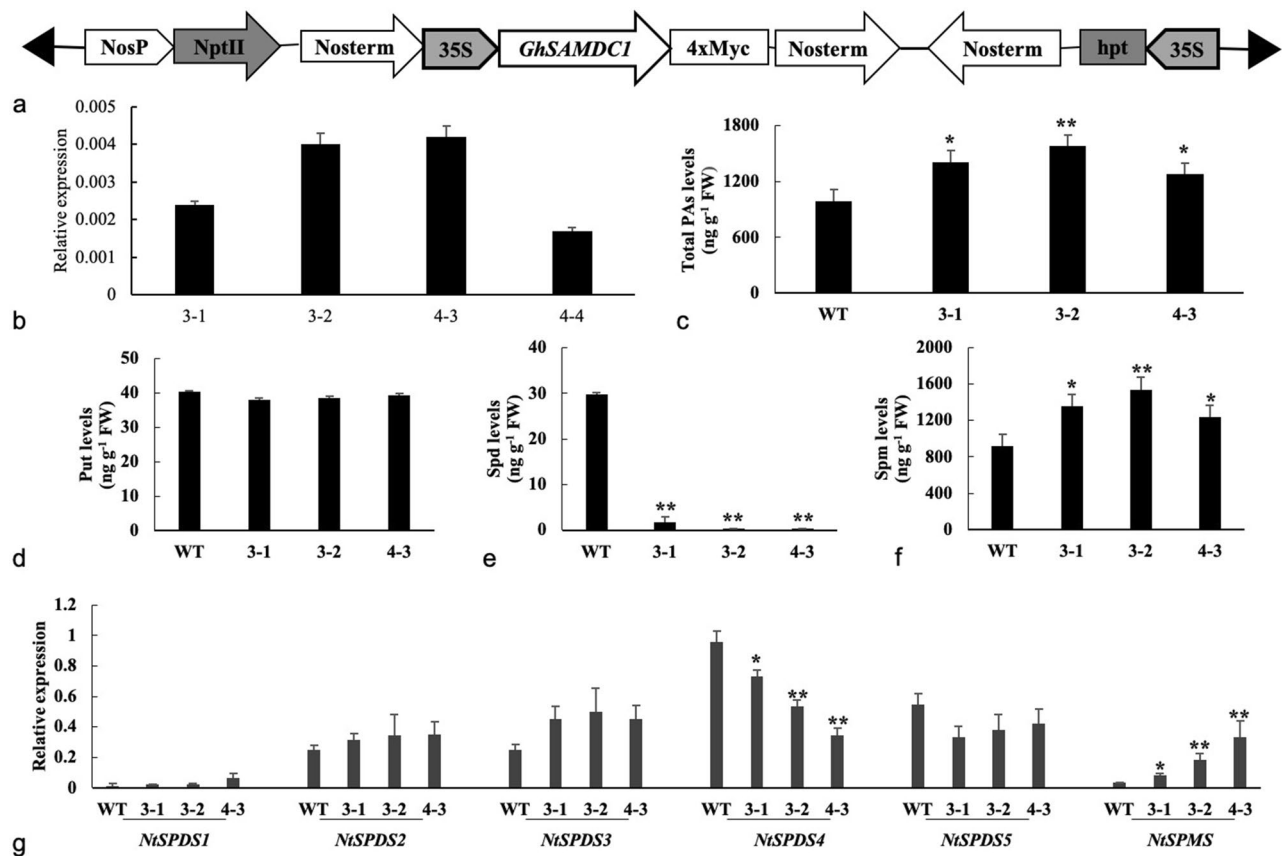 NosP NptII Nosterm 35S GhSAMDC1 4xMyc Nosterm Nosterm hpt 35S
a
Relative expression
0.005
0.004
0.003
0.002
0.001
0
3-1 3-2 4-3 4-4
b
Total PAs levels
(ng g-1 FW)
1800
1200
600
0
* ** *
WT 3-1 3-2 4-3
c
Put levels
(ng g-1 FW)
50
40
30
20
10
0
WT 3-1 3-2 4-3
d
Spd levels
(ng g-1 FW)
40
30
20
10
0
** ** **
WT 3-1 3-2 4-3
e
Spm levels
(ng g-1 FW)
2000
1600
1200
800
400
0
* ** *
WT 3-1 3-2 4-3
f
Relative expression
1.2
1
0.8
0.6
0.4
0.2
0
* ** ** * ** **
WT 3-1 3-2 4-3 WT 3-1 3-2 4-3 WT 3-1 3-2 4-3 WT 3-1 3-2 4-3 WT 3-1 3-2 4-3 WT 3-1 3-2 4-3
NtSPDS1 NtSPDS2 NtSPDS3 NtSPDS4 NtSPDS5 NtSPMS
g